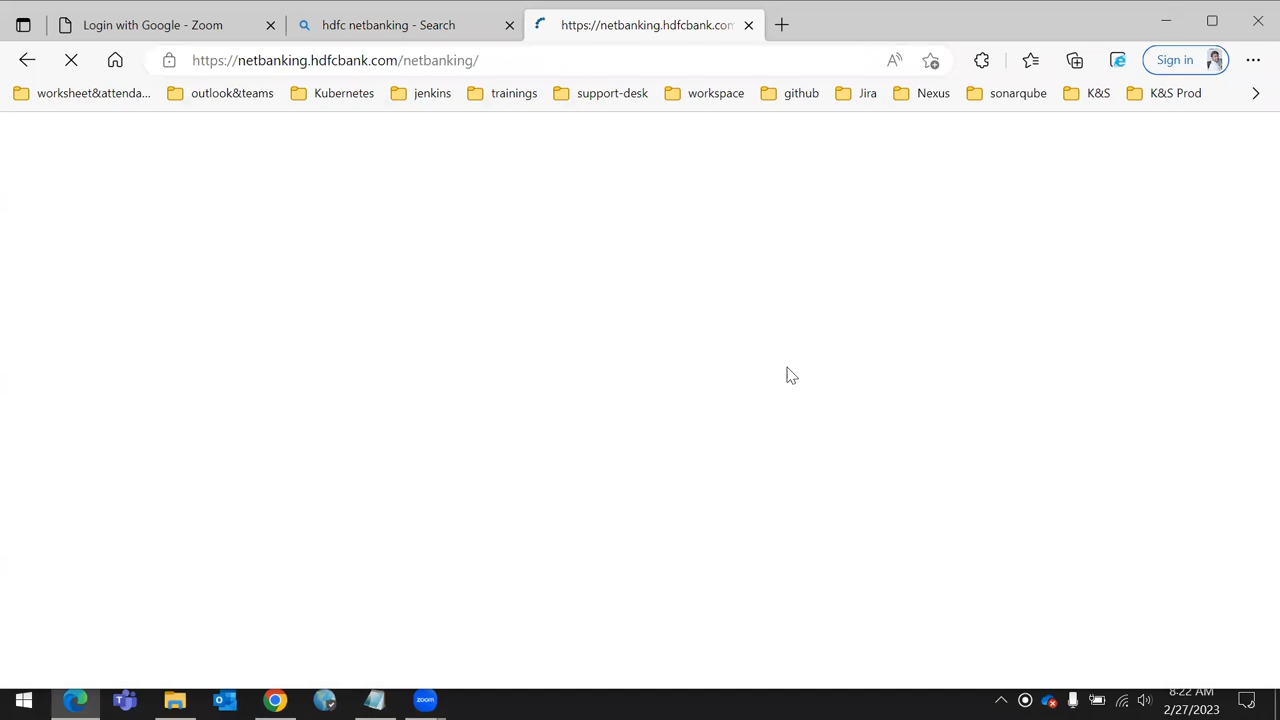 Login with Google - Zoom
hdfc netbanking - Search
https://netbanking.hdfcbank.com
https://netbanking.hdfcbank.com/netbanking/
Sign in
worksheet&attenda...
outlook&teams
Kubernetes
jenkins
trainings
support-desk
workspace
github
Jira
Nexus
sonarqube
K&S
K&S Prod
zoom
8:22 AM
2/27/2023